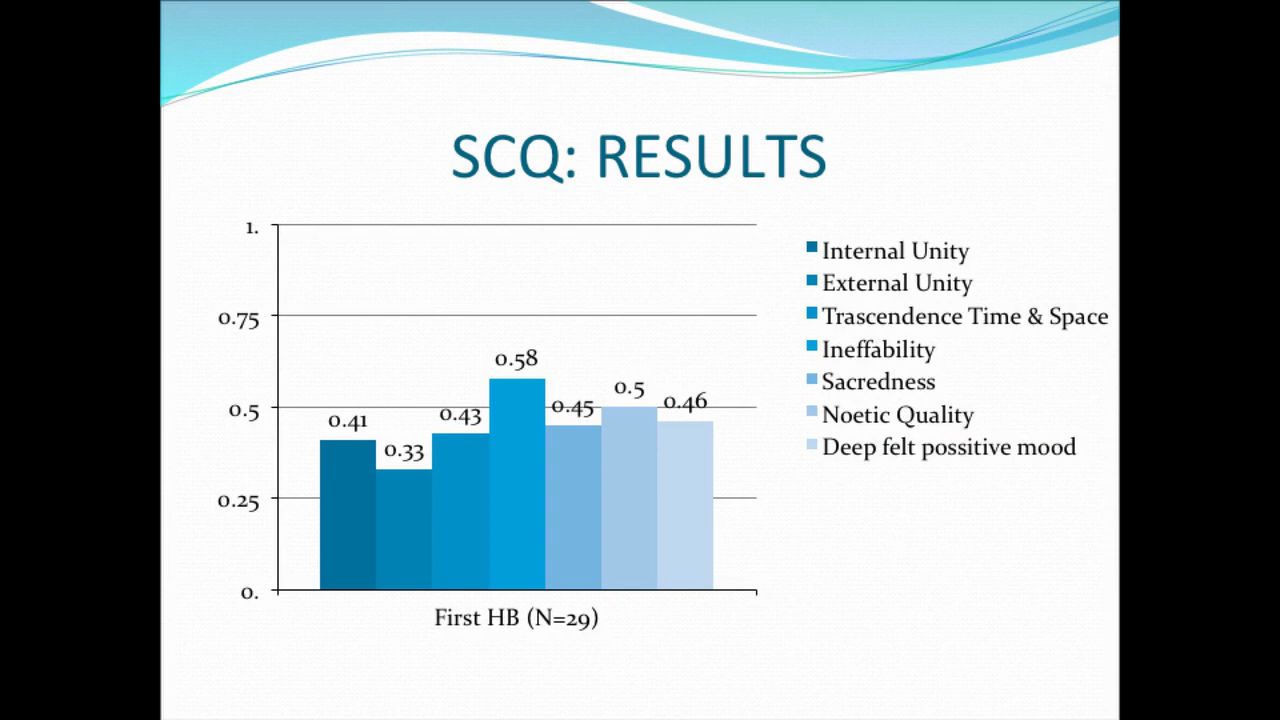 SCQ: RESULTS
1.
0.75
0.5
0.25
0.
0.41
0.33
0.43
0.58
0.45
0.5
0.46
First HB (N=29)
Internal Unity
External Unity
Trascendence Time & Space
Ineffability
Sacredness
Noetic Quality
Deep felt possitive mood